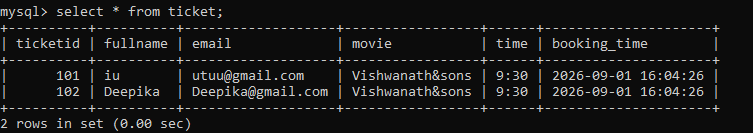 mysql> select * from ticket;
+----------+----------+-------------------+------------------+------+---------------------+
| ticketid | fullname | email             | movie            | time | booking_time        |
+----------+----------+-------------------+------------------+------+---------------------+
|      101 | iu       | utuu@gmail.com    | Vishwanath&sons | 9:30 | 2026-09-01 16:04:26 |
|      102 | Deepika  | Deepika@gmail.com | Vishwanath&sons | 9:30 | 2026-09-01 16:04:26 |
+----------+----------+-------------------+------------------+------+---------------------+
2 rows in set (0.00 sec)